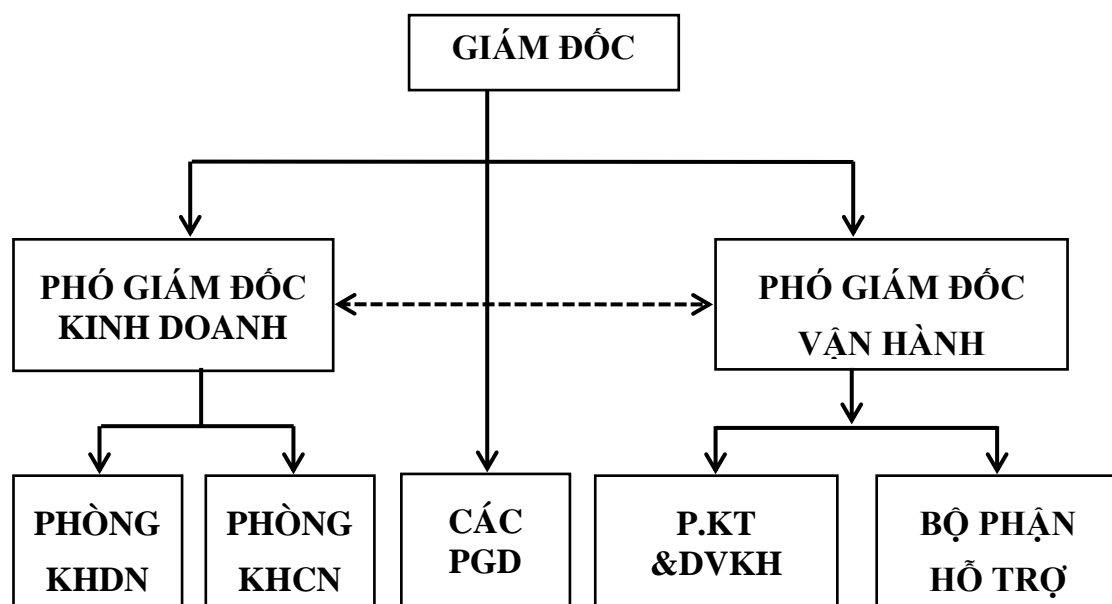 GIÁM ĐỐC
PHÓ GIÁM ĐỐC
KINH DOANH
PHÓ GIÁM ĐỐC
VẬN HÀNH
PHÒNG
KHDN
PHÒNG
KHCN
CÁC
PGD
P.KT
&DVKH
BỘ PHẬN
HỖ TRỢ